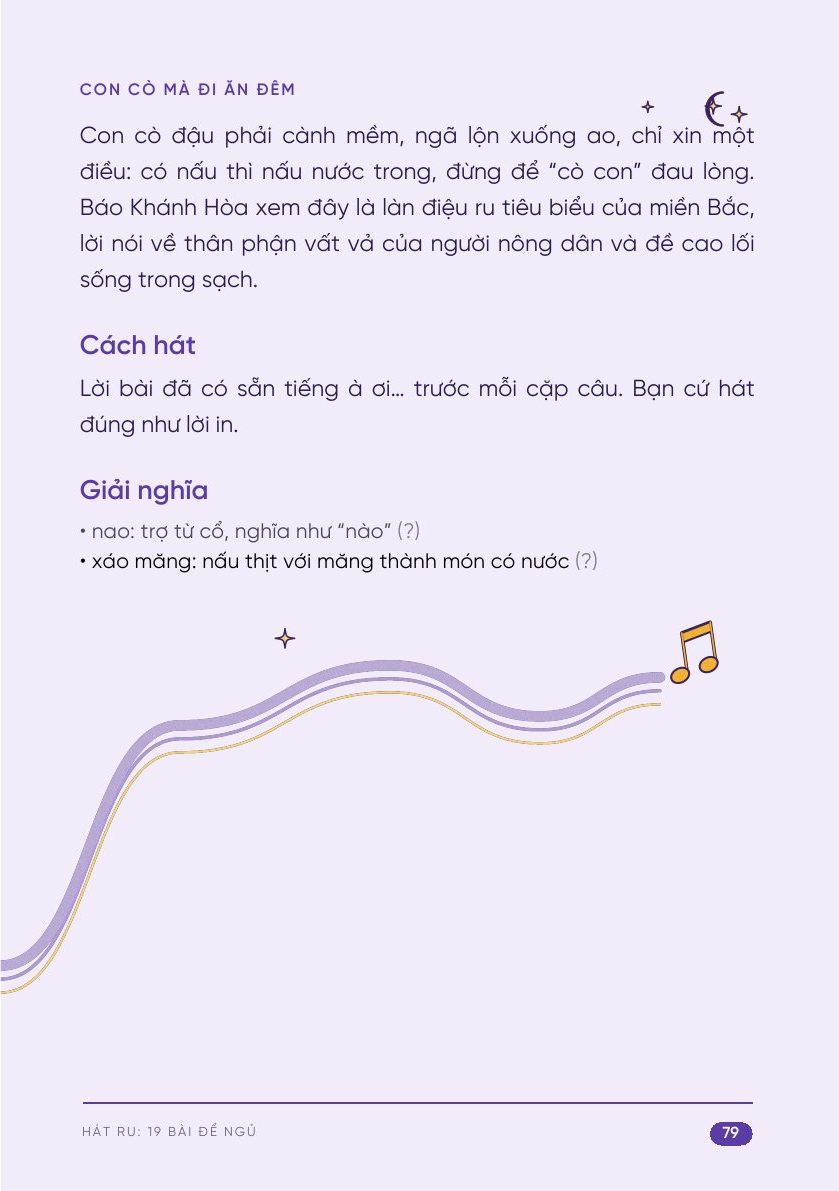 CON CÒ MÀ ĐI ĂN ĐÊM
Con cò đậu phải cành mềm, ngã lộn xuống ao, chỉ xin một
điều: có nấu thì nấu nước trong, đừng để “cò con” đau lòng.
Báo Khánh Hòa xem đây là làn điệu ru tiêu biểu của miền Bắc,
lời nói về thân phận vất vả của người nông dân và đề cao lối
sống trong sạch.
Cách hát
Lời bài đã có sẵn tiếng à ơi… trước mỗi cặp câu. Bạn cứ hát
đúng như lời in.
Giải nghĩa
• nao: trợ từ cổ, nghĩa như “nào” (?)
• xáo măng: nấu thịt với măng thành món có nước (?)
HÁT RU: 19 BÀI ĐỂ NGỦ
79